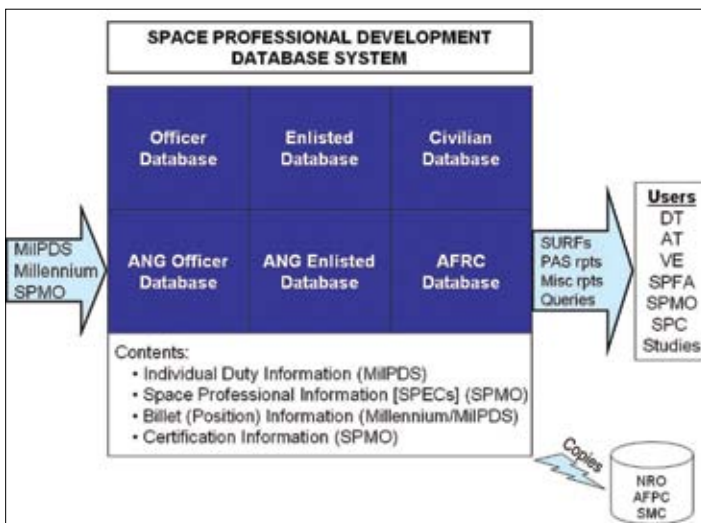 SPACE PROFESSIONAL DEVELOPMENT
DATABASE SYSTEM
Officer
Database
Enlisted
Database
Civilian
Database
ANG Officer
Database
ANG Enlisted
Database
AFRC
Database
MilPDS
Millennium
SPMO
SURFs
PAS rpts
Misc rpts
Queries
Users
DT
AT
VE
SPFA
SPMO
SPC
Studies
Contents:
• Individual Duty Information (MilPDS)
• Space Professional Information [SPECs] (SPMO)
• Billet (Position) Information (Millennium/MilPDS)
• Certification Information (SPMO)
Copies
NRO
AFPC
SMC